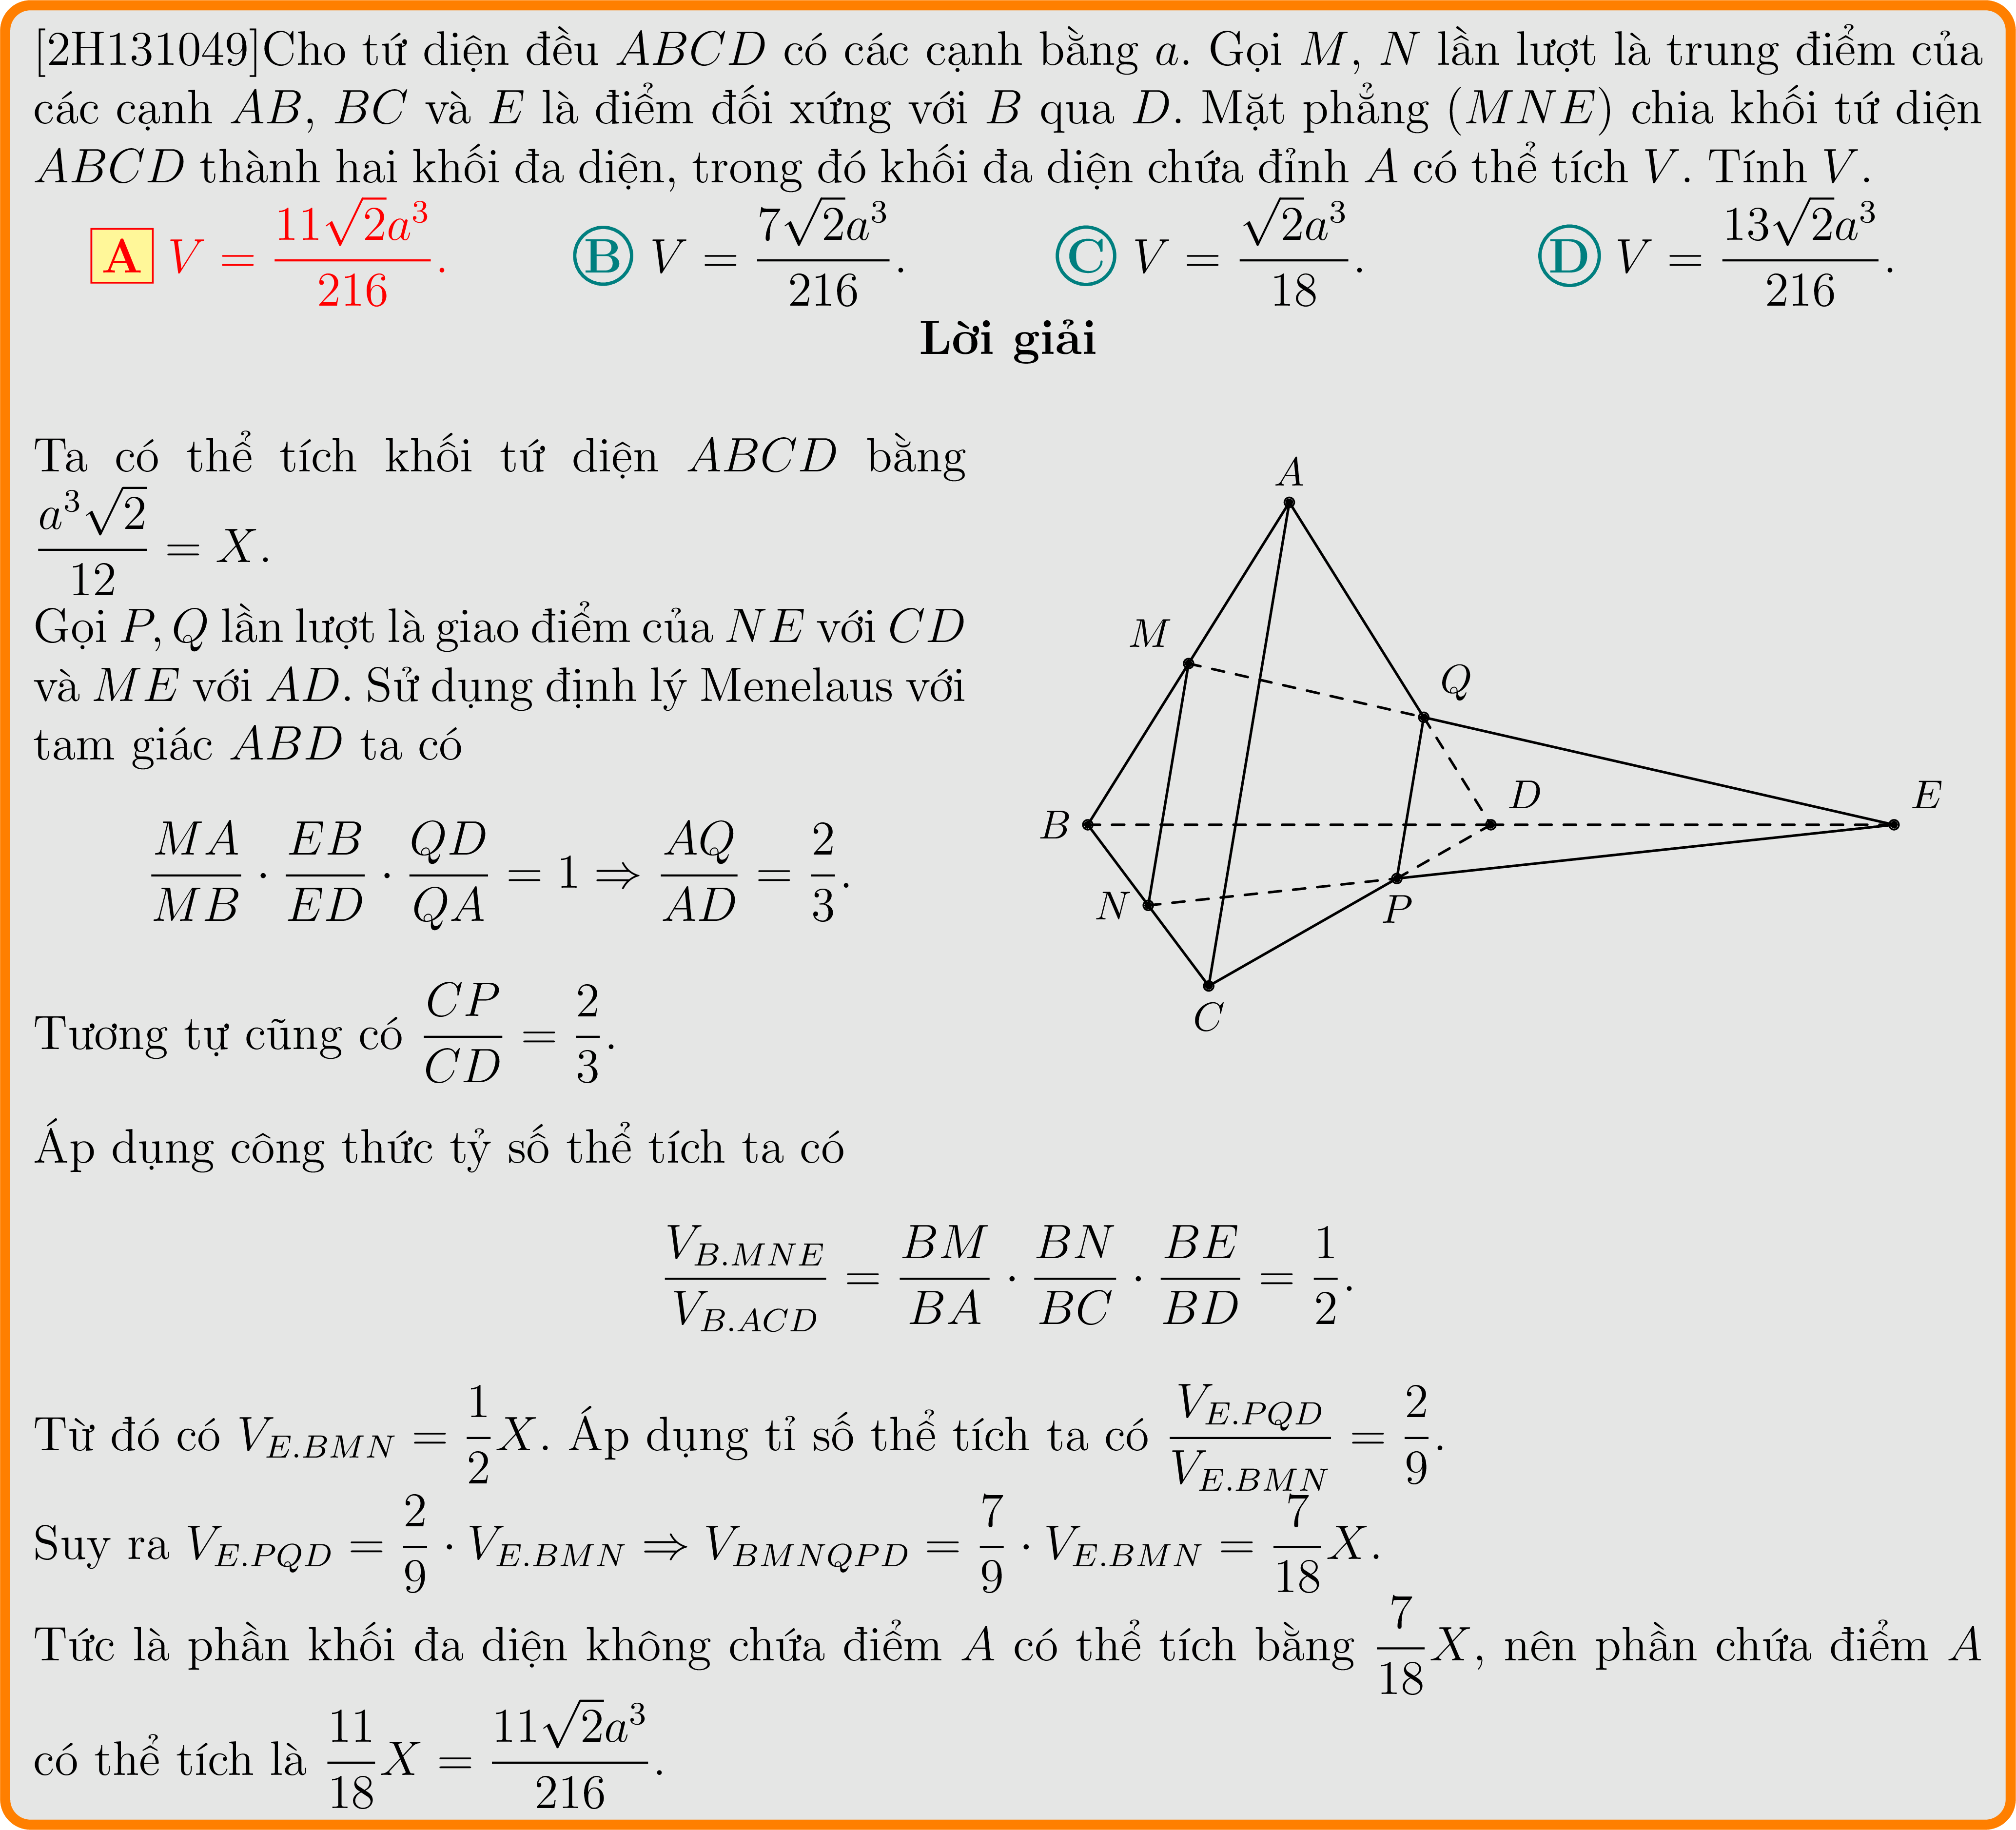 [2H131049]Cho tứ diện đều ABCD có các cạnh bằng a. Gọi M, N lần lượt là trung điểm của
các cạnh AB, BC và E là điểm đối xứng với B qua D. Mặt phẳng (MNE) chia khối tứ diện
ABCD thành hai khối đa diện, trong đó khối đa diện chứa đỉnh A có thể tích V. Tính V.
A V = \frac{11\sqrt{2}a^3}{216}. B V = \frac{7\sqrt{2}a^3}{216}. C V = \frac{\sqrt{2}a^3}{18}. D V = \frac{13\sqrt{2}a^3}{216}.
Lời giải
Ta có thể tích khối tứ diện ABCD bằng
\frac{a^3\sqrt{2}}{12} = X.
Gọi P, Q lần lượt là giao điểm của NE với CD
và ME với AD. Sử dụng định lý Menelaus với
tam giác ABD ta có
\frac{MA}{MB} · \frac{EB}{ED} · \frac{QD}{QA} = 1 ⇒ \frac{AQ}{AD} = \frac{2}{3}.
Tương tự cũng có \frac{CP}{CD} = \frac{2}{3}.
A
M
Q
B
D
E
N
P
C
Áp dụng công thức tỷ số thể tích ta có
\frac{V_{B.MNE}}{V_{B.ACD}} = \frac{BM}{BA} · \frac{BN}{BC} · \frac{BE}{BD} = \frac{1}{2}.
Từ đó có V_{E.BMN} = \frac{1}{2}X. Áp dụng tỉ số thể tích ta có \frac{V_{E.PQD}}{V_{E.BMN}} = \frac{2}{9}.
Suy ra V_{E.PQD} = \frac{2}{9} · V_{E.BMN} ⇒ V_{BMNQPD} = \frac{7}{9} · V_{E.BMN} = \frac{7}{18}X.
Tức là phần khối đa diện không chứa điểm A có thể tích bằng \frac{7}{18}X, nên phần chứa điểm A
có thể tích là \frac{11}{18}X = \frac{11\sqrt{2}a^3}{216}.